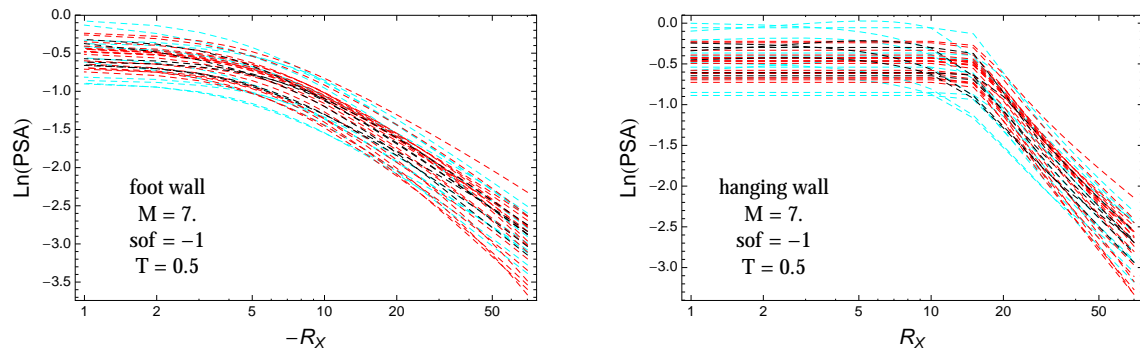 0.0
−0.5
−1.0
−1.5
−2.0
−2.5
−3.0
−3.5
Ln(PSA)
foot wall
M = 7.
sof = −1
T = 0.5
1 2 5 10 20 50
−R_X
0.0
−0.5
−1.0
−1.5
−2.0
−2.5
−3.0
Ln(PSA)
hanging wall
M = 7.
sof = −1
T = 0.5
1 2 5 10 20 50
R_X